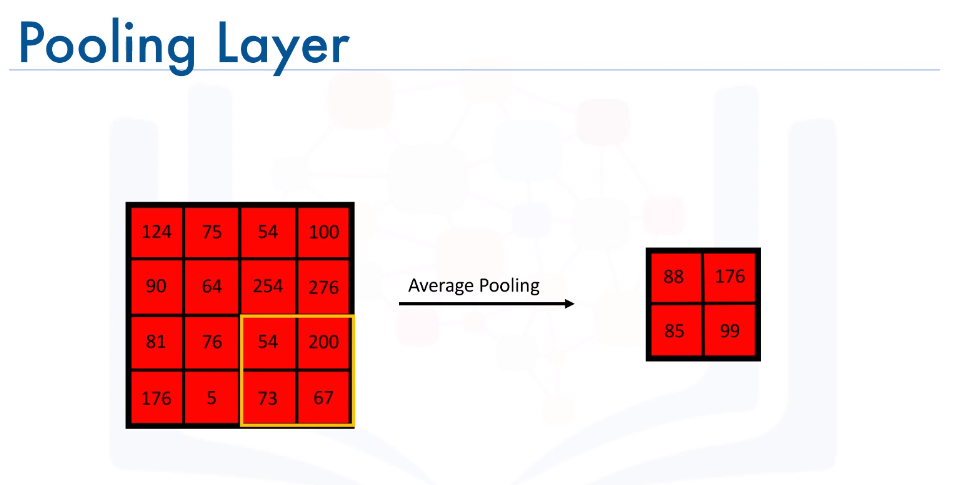 Pooling Layer
124 75 54 100
90 64 254 276
81 76 54 200
176 5 73 67
Average Pooling
88 176
85 99